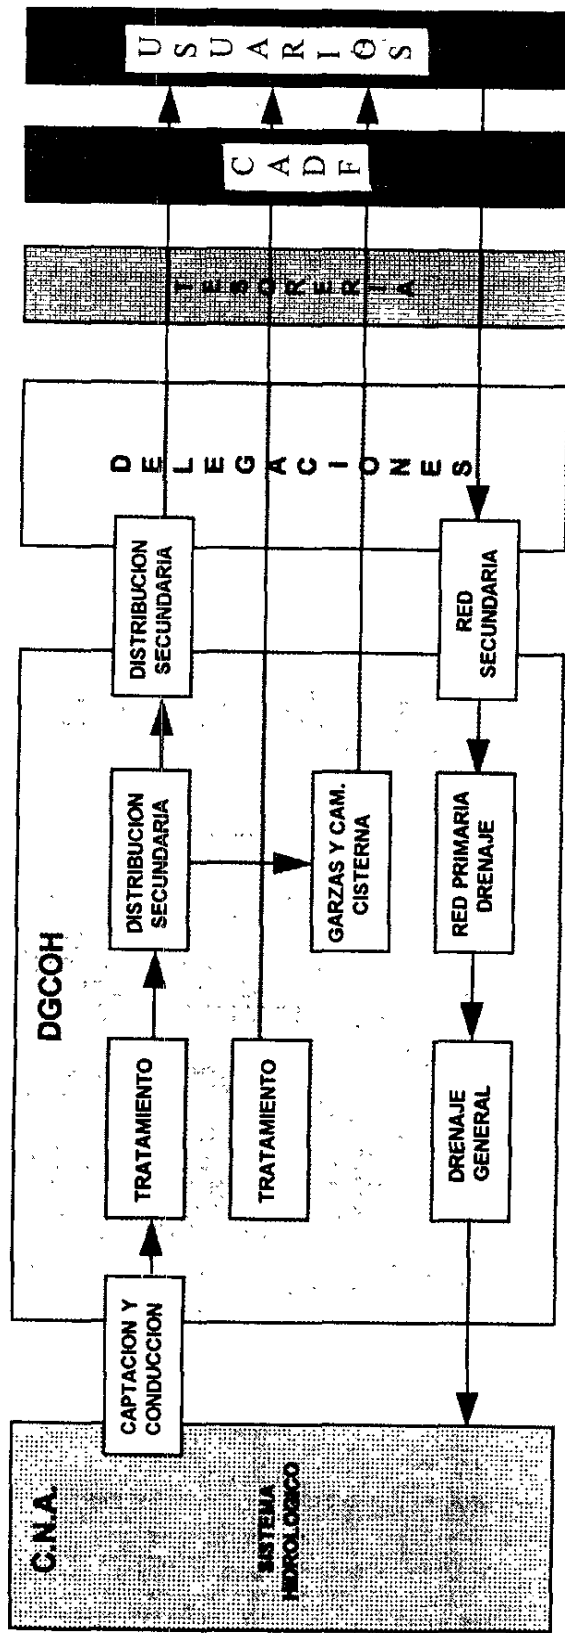 C.N.A.
SISTEMA
HIDROLOGICO
CAPTACION Y
CONDUCCION
DGCOH
TRATAMIENTO
DISTRIBUCION
SECUNDARIA
DISTRIBUCION
SECUNDARIA
TRATAMIENTO
GARZAS Y CAM.
CISTERNA
DRENAJE
GENERAL
RED PRIMARIA
DRENAJE
RED
SECUNDARIA
DELEGACIONES
TESORERIA
CADF
USUARIOS